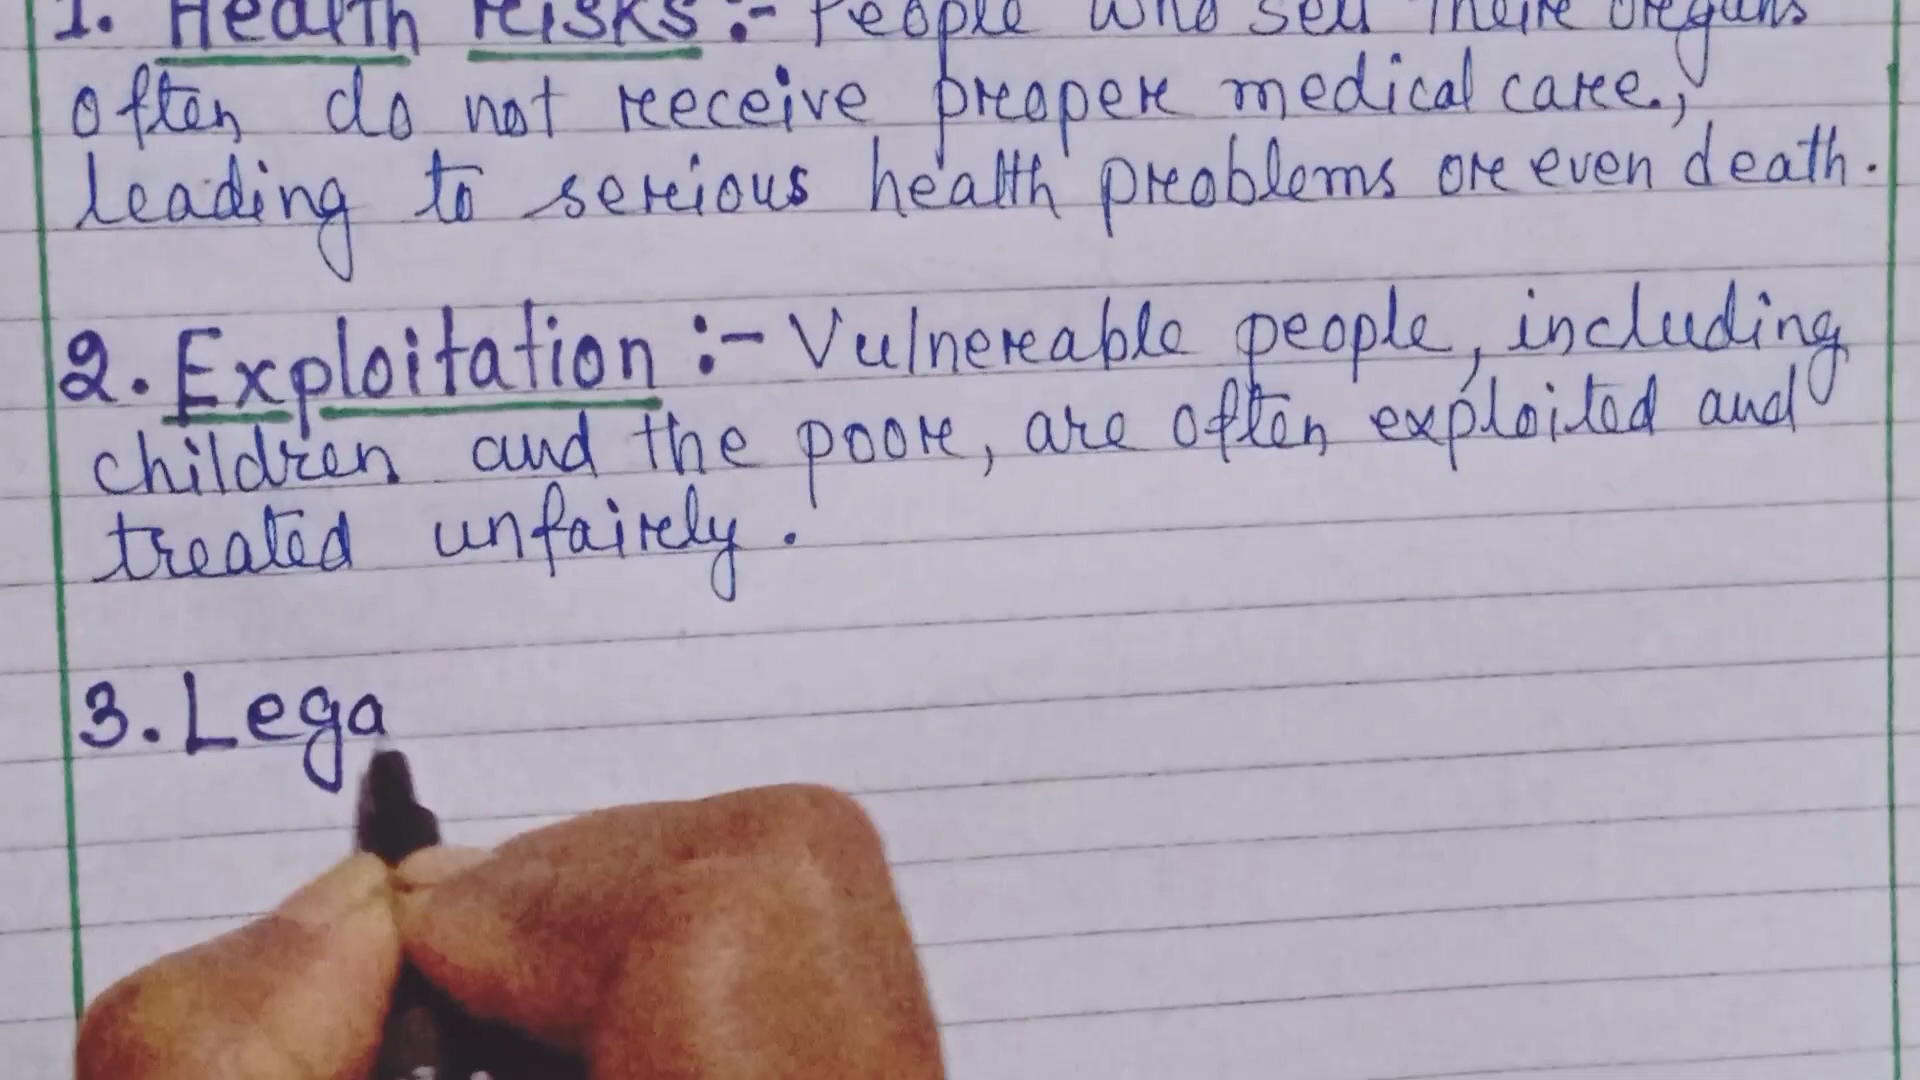 1. Health risks :- People who sell their organs
often do not receive proper medical care.,
leading to serious health problems or even death.
2. Exploitation :- Vulnerable people, including
children and the poor, are often exploited and
treated unfairly.
3. Lega